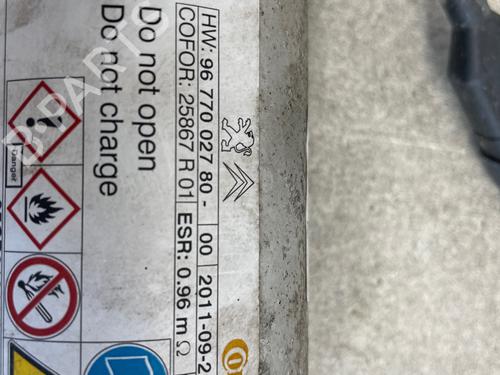 HW: 96 770 027 80- 00 2011-09-2
COFOR: 25867 R 01 ESR: 0.96 m Ω
Do not open
Do not charge
Danger